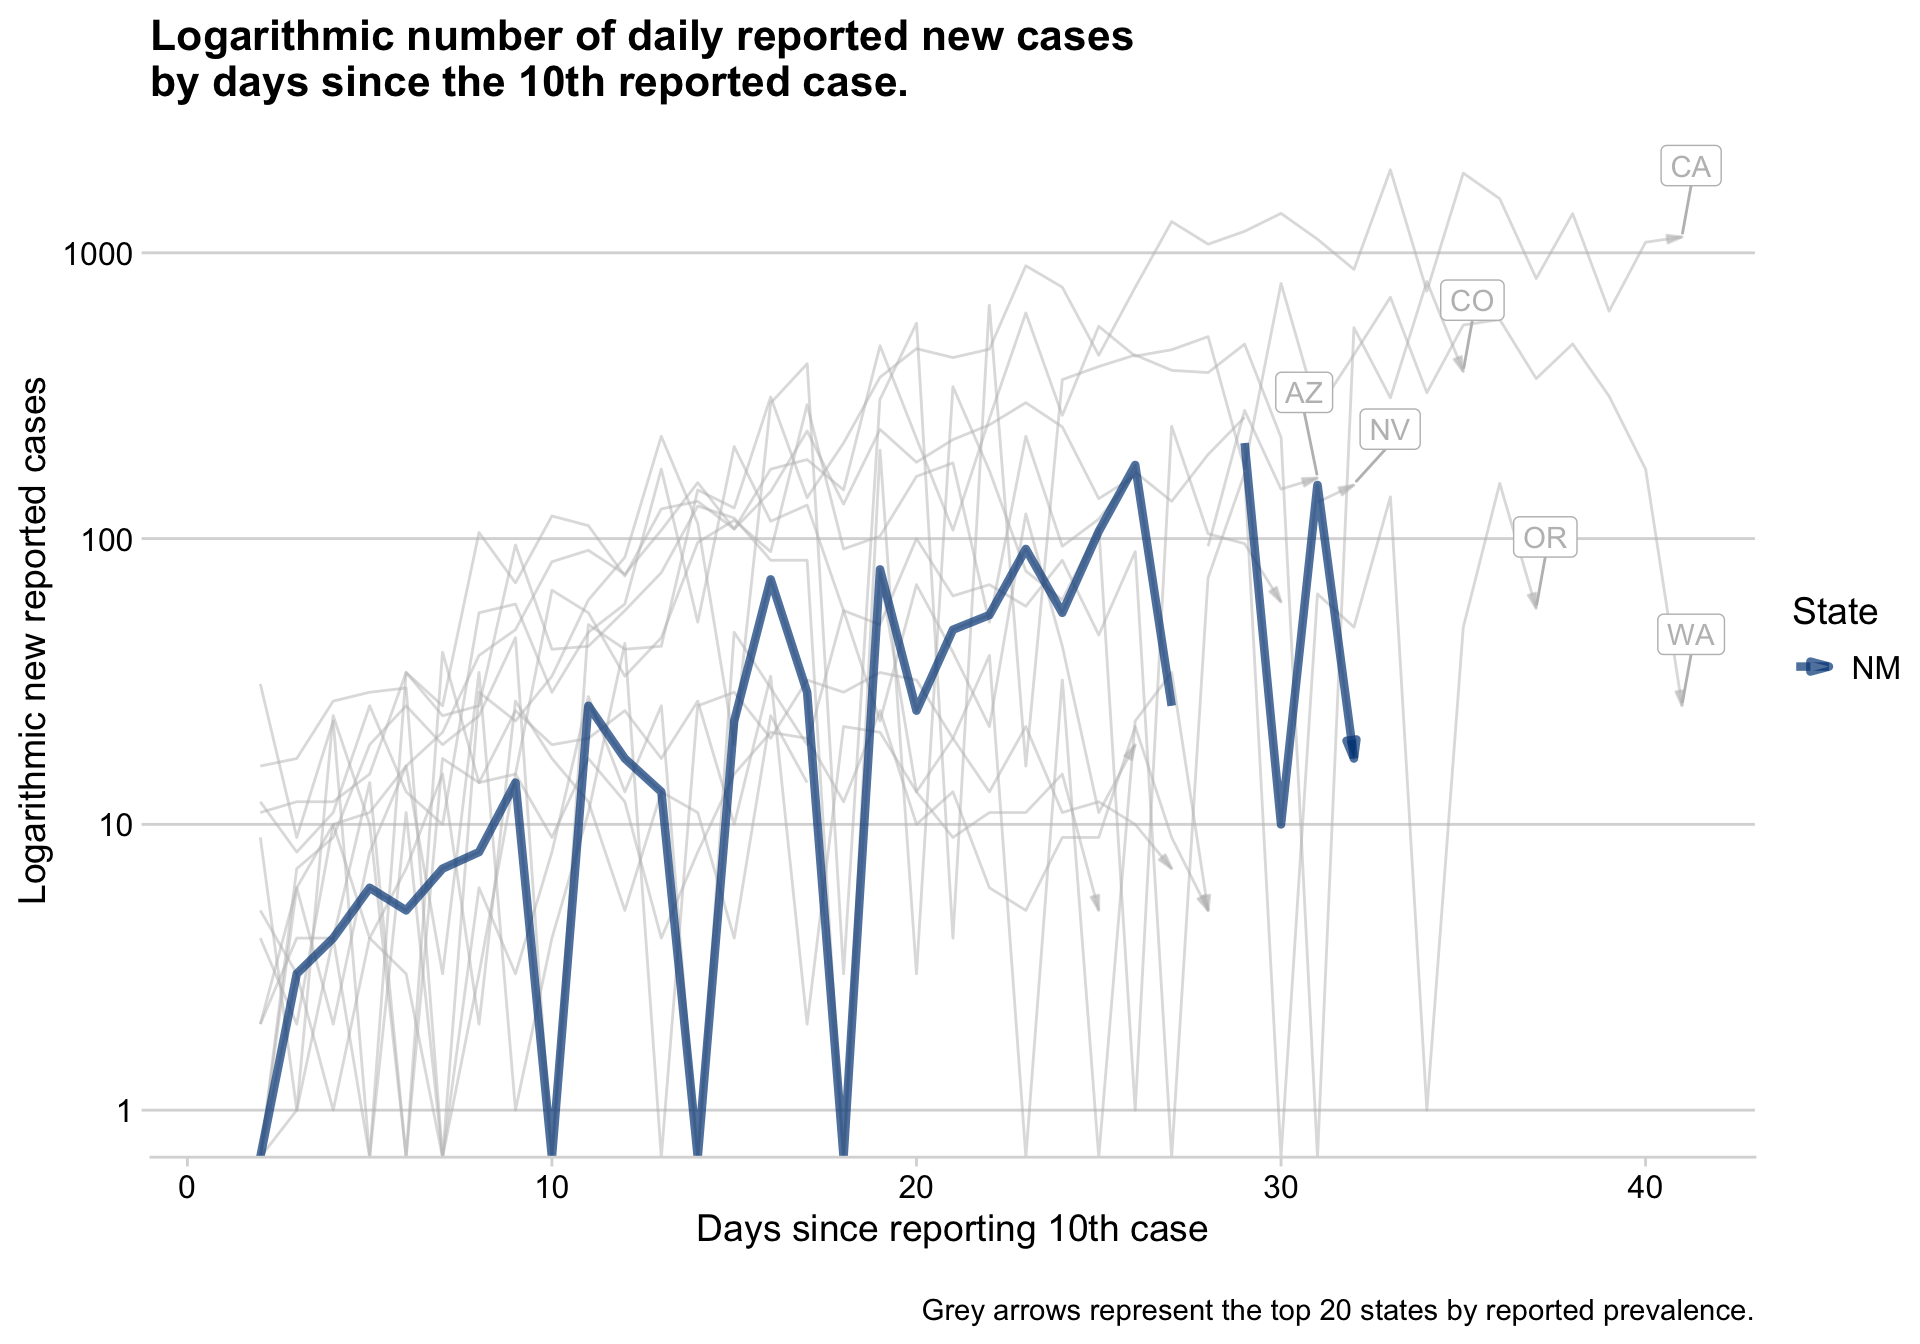 Logarithmic number of daily reported new cases
by days since the 10th reported case.
Logarithmic new reported cases
1000
100
10
1
CA
CO
AZ
NV
OR
WA
State
NM
0 10 20 30 40
Days since reporting 10th case
Grey arrows represent the top 20 states by reported prevalence.